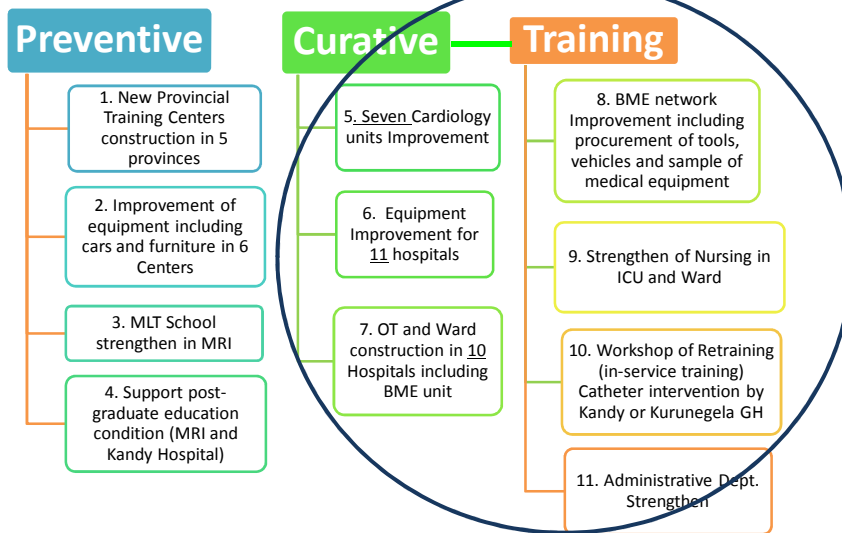 Preventive
1. New Provincial
Training Centers
construction in 5
provinces
2. Improvement of
equipment including
cars and furniture in 6
Centers
3. MLT School
strengthen in MRI
4. Support post-
graduate education
condition (MRI and
Kandy Hospital)
Curative
5. Seven Cardiology
units Improvement
6. Equipment
Improvement for
11 hospitals
7. OT and Ward
construction in 10
Hospitals including
BME unit
Training
8. BME network
Improvement including
procurement of tools,
vehicles and sample of
medical equipment
9. Strengthen of Nursing in
ICU and Ward
10. Workshop of Retraining
(in-service training)
Catheter intervention by
Kandy or Kurunegela GH
11. Administrative Dept.
Strengthen